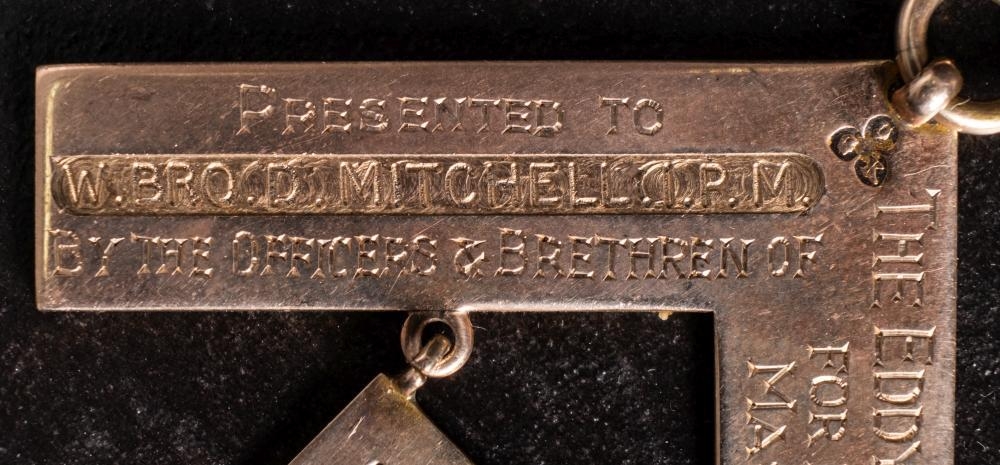 PRESENTED TO
W. BRO. D. MITCHELL. I.P.M.
BY THE OFFICERS & BRETHREN OF
THE EDDY
FOR
MA